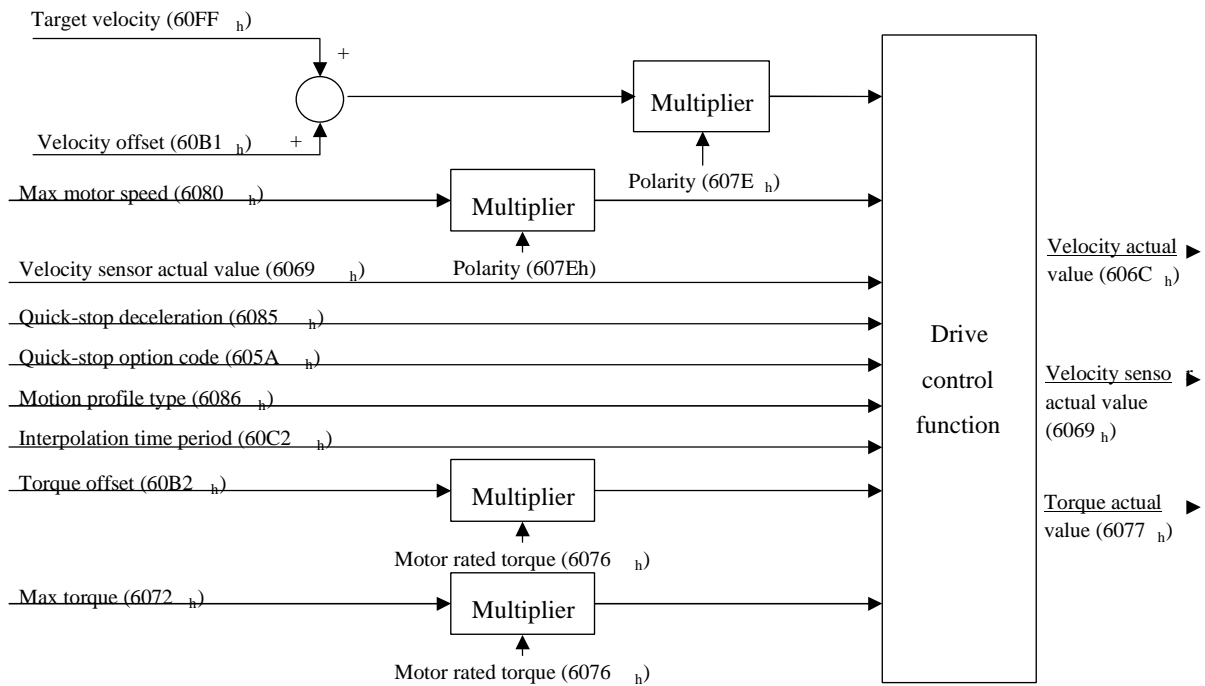 Target velocity (60FF h)
+
Multiplier
Velocity offset (60B1 h)
+
Polarity (607E h)
Max motor speed (6080 h)
Multiplier
Polarity (607Eh)
Velocity sensor actual value (6069 h)
Quick-stop deceleration (6085 h)
Quick-stop option code (605A h)
Motion profile type (6086 h)
Interpolation time period (60C2 h)
Torque offset (60B2 h)
Multiplier
Motor rated torque (6076 h)
Max torque (6072 h)
Multiplier
Motor rated torque (6076 h)
Drive
control
function
Velocity actual
value (606C h)
Velocity sensor
actual value
(6069 h)
Torque actual
value (6077 h)